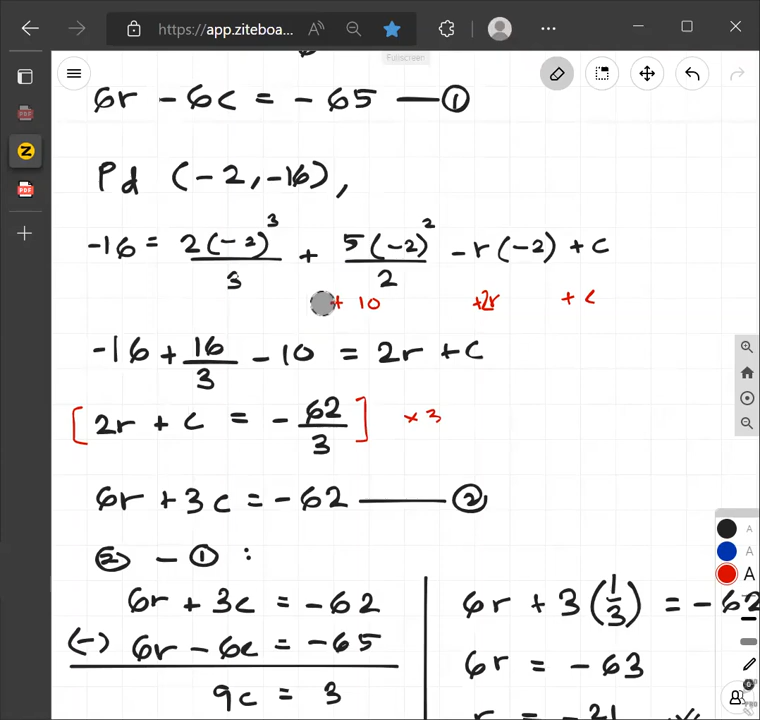 https://app.ziteboa...
Fullscreen
6r - 6c = -65 —— ①
Pd (-2, -16),
-16 = 2(-2)³/3 + 5(-2)²/2 - r(-2) + c
+ 10 +2r + c
-16 + 16/3 - 10 = 2r + c
[2r + c = -62/3] × 3
6r + 3c = -62 —— ②
② - ① :
6r + 3c = -62
(-) 6r - 6c = -65
9c = 3
6r + 3(1/3) = -62
6r = -63
r = -21
A
A
A